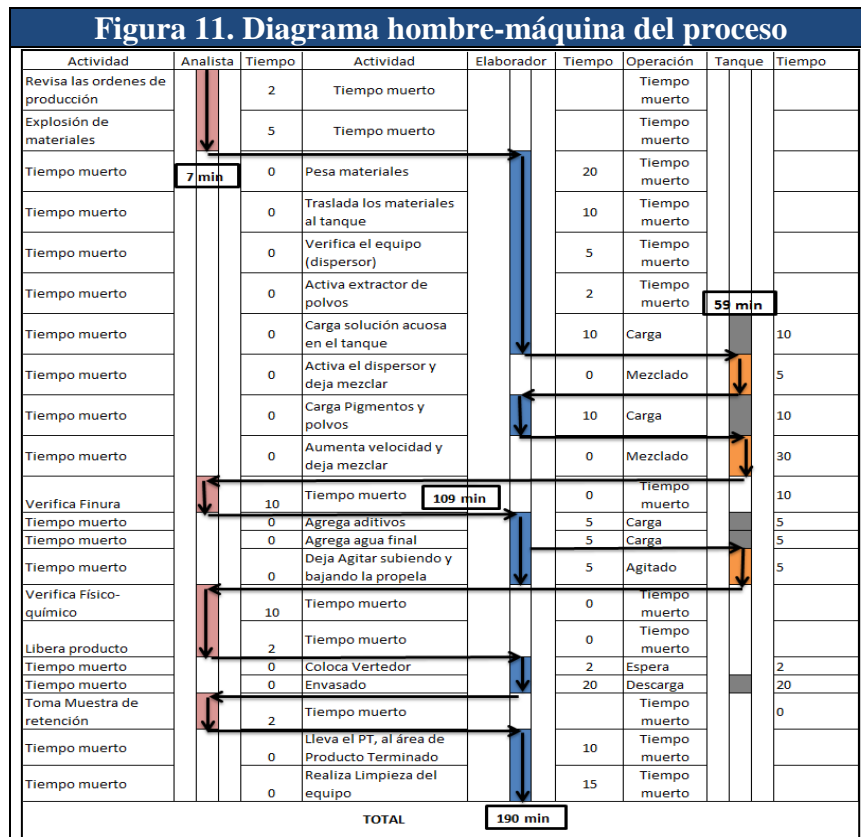 Figura 11. Diagrama hombre-máquina del proceso
Actividad Analista Tiempo Actividad Elaborador Tiempo Operación Tanque Tiempo
Revisa las ordenes de producción 2 Tiempo muerto Tiempo muerto
Explosión de materiales 5 Tiempo muerto Tiempo muerto
Tiempo muerto 7 min 0 Pesa materiales 20 Tiempo muerto
Tiempo muerto 0 Traslada los materiales al tanque 10 Tiempo muerto
Tiempo muerto 0 Verifica el equipo (dispersor) 5 Tiempo muerto
Tiempo muerto 0 Activa extractor de polvos 2 Tiempo muerto 59 min
Tiempo muerto 0 Carga solución acuosa en el tanque 10 Carga 10
Tiempo muerto 0 Activa el dispersor y deja mezclar 0 Mezclado 5
Tiempo muerto 0 Carga Pigmentos y polvos 10 Carga 10
Tiempo muerto 0 Aumenta velocidad y deja mezclar 0 Mezclado 30
Verifica Finura 10 Tiempo muerto 109 min 0 Tiempo muerto 10
Tiempo muerto 0 Agrega aditivos 5 Carga 5
Tiempo muerto 0 Agrega agua final 5 Carga 5
Tiempo muerto 0 Deja Agitar subiendo y bajando la propela 5 Agitado 5
Verifica Físico-químico 10 Tiempo muerto 0 Tiempo muerto
Libera producto 2 Tiempo muerto 0 Tiempo muerto
Tiempo muerto 0 Coloca Vertedor 2 Espera 2
Tiempo muerto 0 Envasado 20 Descarga 20
Toma Muestra de retención 2 Tiempo muerto Tiempo muerto 0
Tiempo muerto 0 Lleva el PT, al área de Producto Terminado 10 Tiempo muerto
Tiempo muerto 0 Realiza Limpieza del equipo 15 Tiempo muerto
TOTAL 190 min